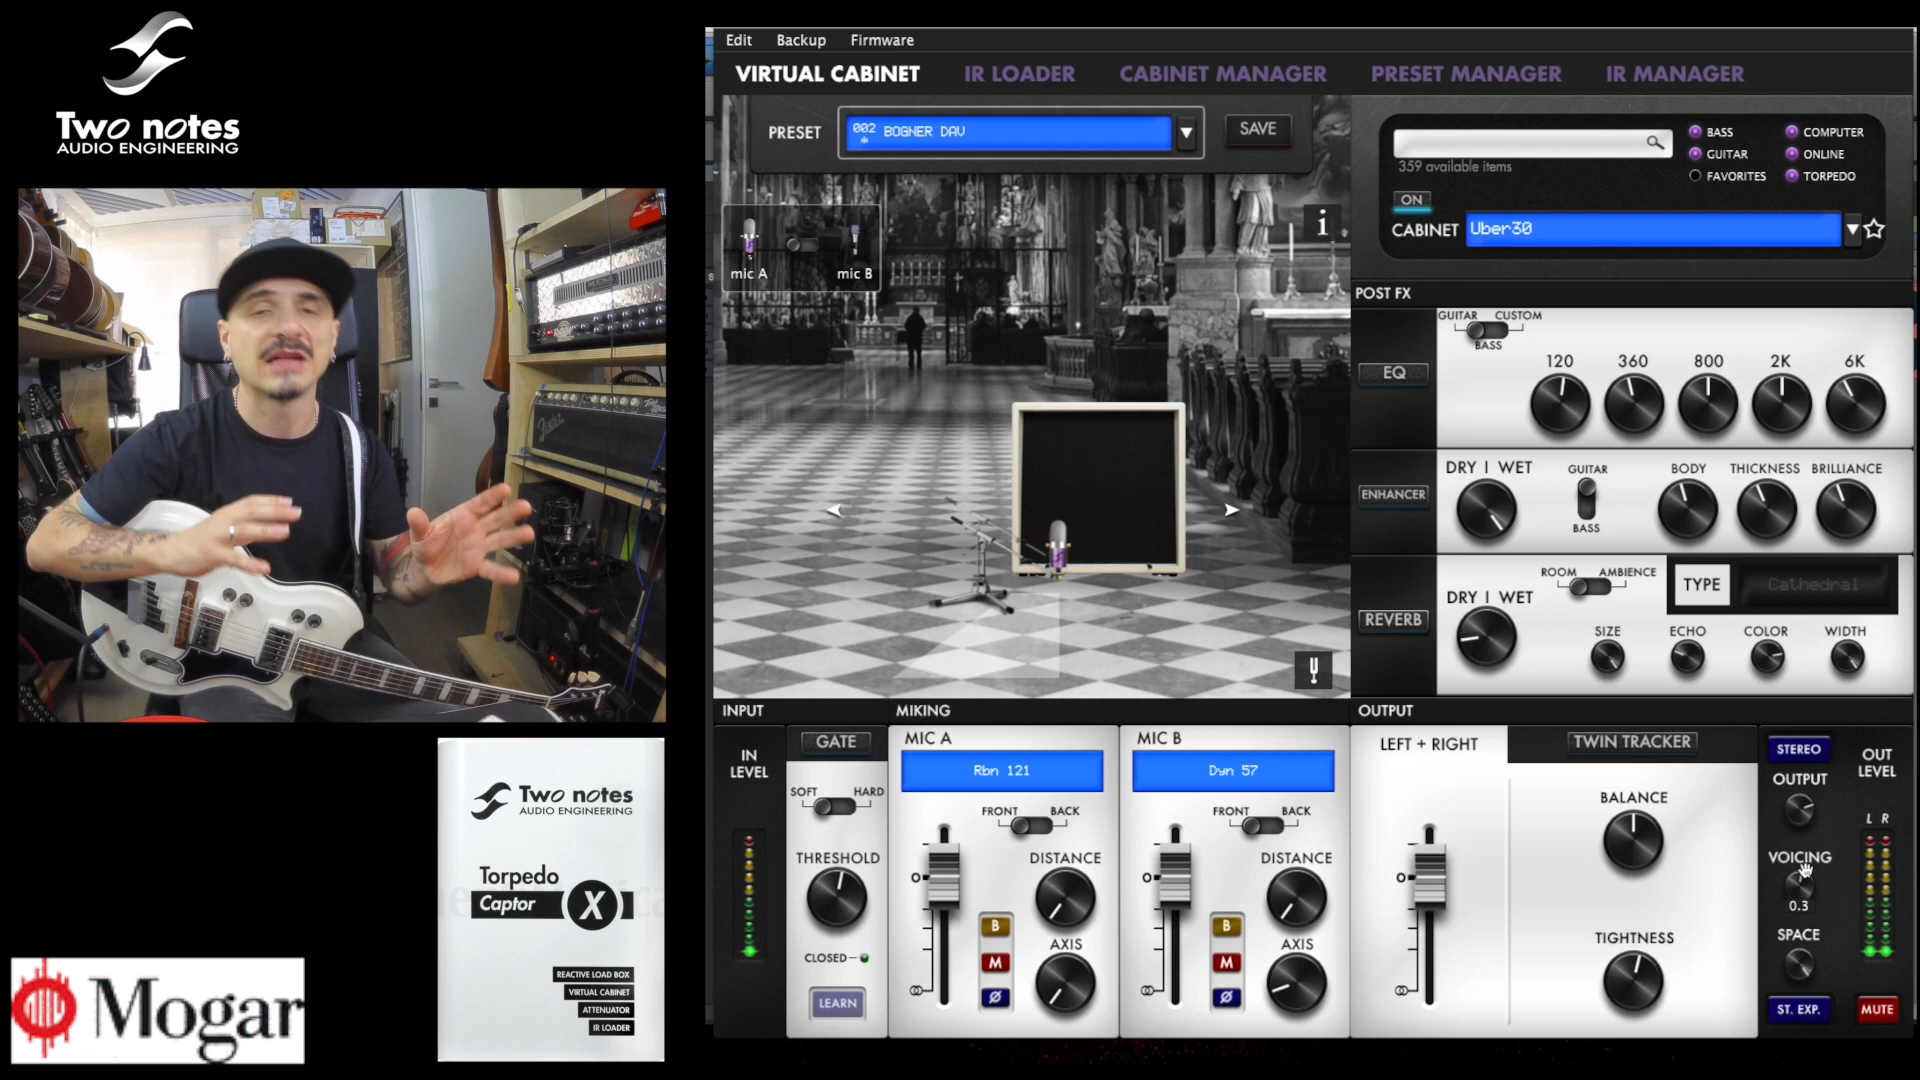 Two notes
AUDIO ENGINEERING
Edit Backup Firmware
VIRTUAL CABINET IR LOADER CABINET MANAGER PRESET MANAGER IR MANAGER
PRESET 002 BOGNER DAV * SAVE
mic A mic B
i
359 available items
BASS COMPUTER
GUITAR ONLINE
FAVORITES TORPEDO
ON
CABINET Uber30
POST FX
EQ
GUITAR CUSTOM
BASS
120 360 800 2K 6K
ENHANCER
DRY | WET
GUITAR
BASS
BODY THICKNESS BRILLIANCE
REVERB
DRY | WET
ROOM AMBIENCE
TYPE Cathedral
SIZE ECHO COLOR WIDTH
INPUT
IN
LEVEL
GATE
SOFT HARD
THRESHOLD
CLOSED
LEARN
MIKING
MIC A
Rbn 121
FRONT BACK
DISTANCE
AXIS
0
B
M
Ø
MIC B
Dyn 57
FRONT BACK
DISTANCE
AXIS
0
B
M
Ø
OUTPUT
LEFT + RIGHT
0
TWIN TRACKER
BALANCE
TIGHTNESS
STEREO
OUTPUT
VOICING
0.3
SPACE
ST. EXP.
OUT
LEVEL
L R
MUTE
Two notes
AUDIO ENGINEERING
Torpedo
Captor X
REACTIVE LOAD BOX
VIRTUAL CABINET
ATTENUATOR
IR LOADER
Mogar